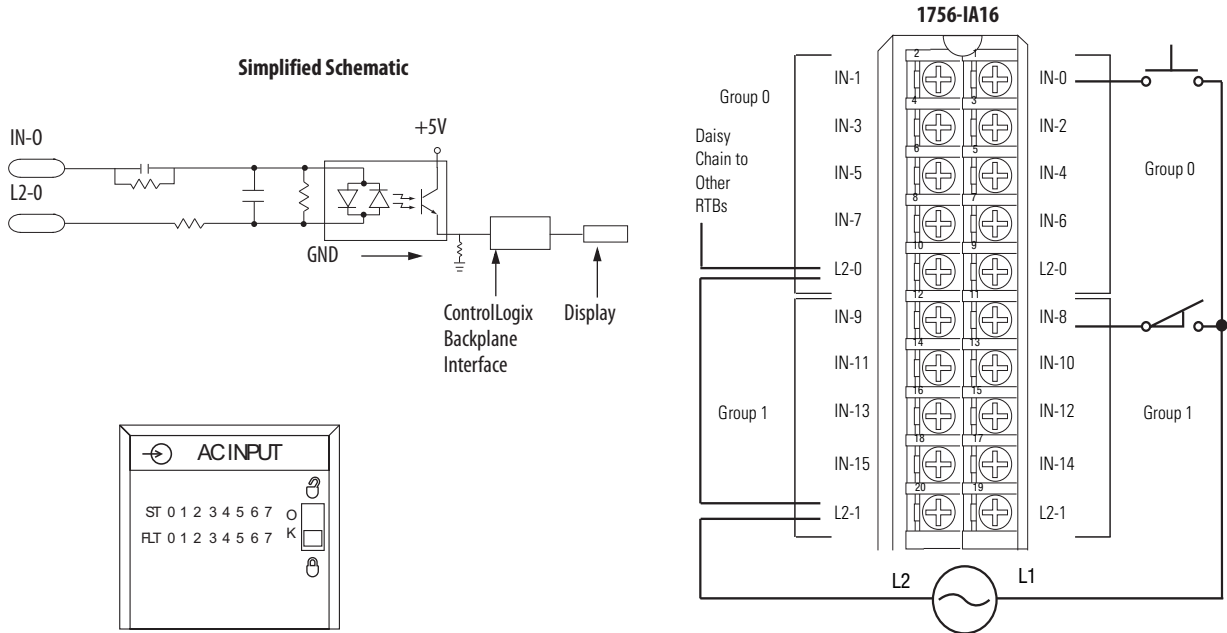 Simplified Schematic
+5V
IN-0
L2-0
GND
ControlLogix
Backplane
Interface
Display
AC INPUT
ST 0 1 2 3 4 5 6 7
FLT 0 1 2 3 4 5 6 7
O
K
1756-IA16
Group 0
Daisy
Chain to
Other
RTBs
Group 1
IN-1
2
1
IN-0
IN-3
4
3
IN-2
IN-5
6
5
IN-4
IN-7
8
7
IN-6
L2-0
10
9
L2-0
IN-9
12
11
IN-8
IN-11
14
13
IN-10
IN-13
16
15
IN-12
IN-15
18
17
IN-14
L2-1
20
19
L2-1
Group 0
Group 1
L2
L1